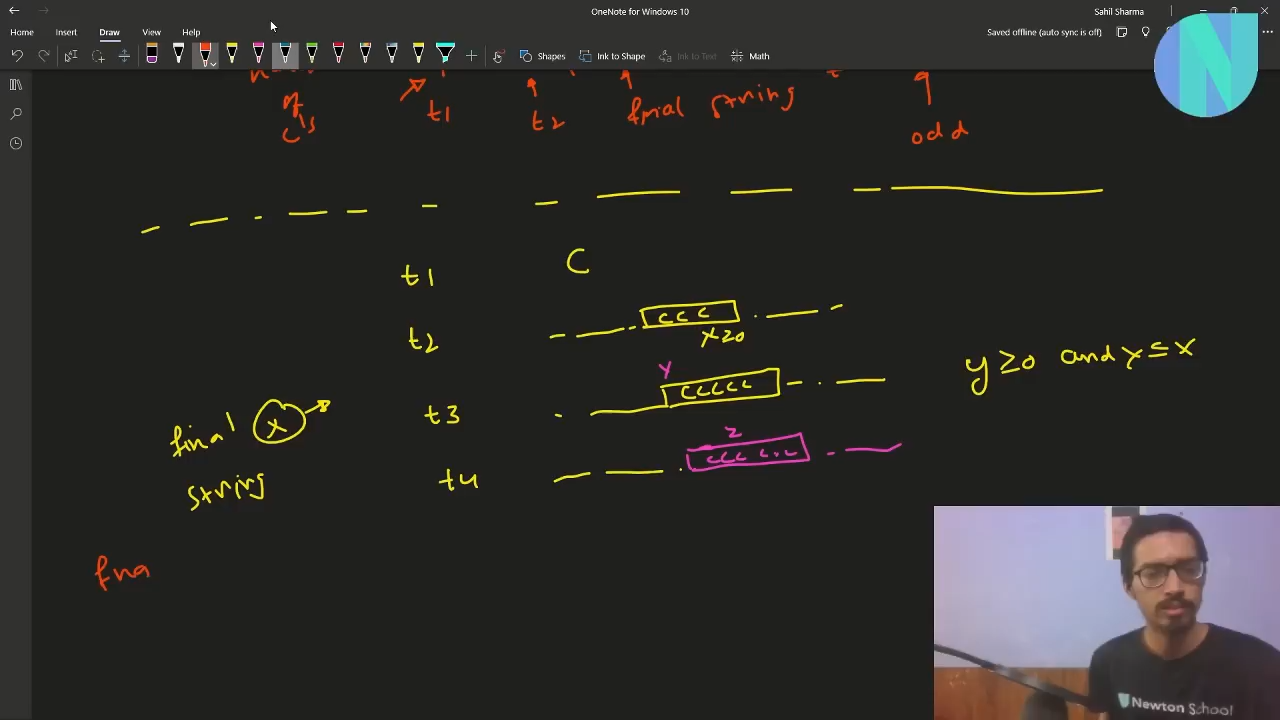 OneNote for Windows 10
Sahil Sharma
Home Insert Draw View Help
Saved offline (auto sync is off)
Shapes Ink to Shape Ink to Text Math
of
c's
t1
t2
final string
odd
t1 C
t2 c c c
x≥0
y
t3 c c c c c
y ≥0 and y ≤ x
final x
string
z
t4 c c c c . . c
fna
Newton School